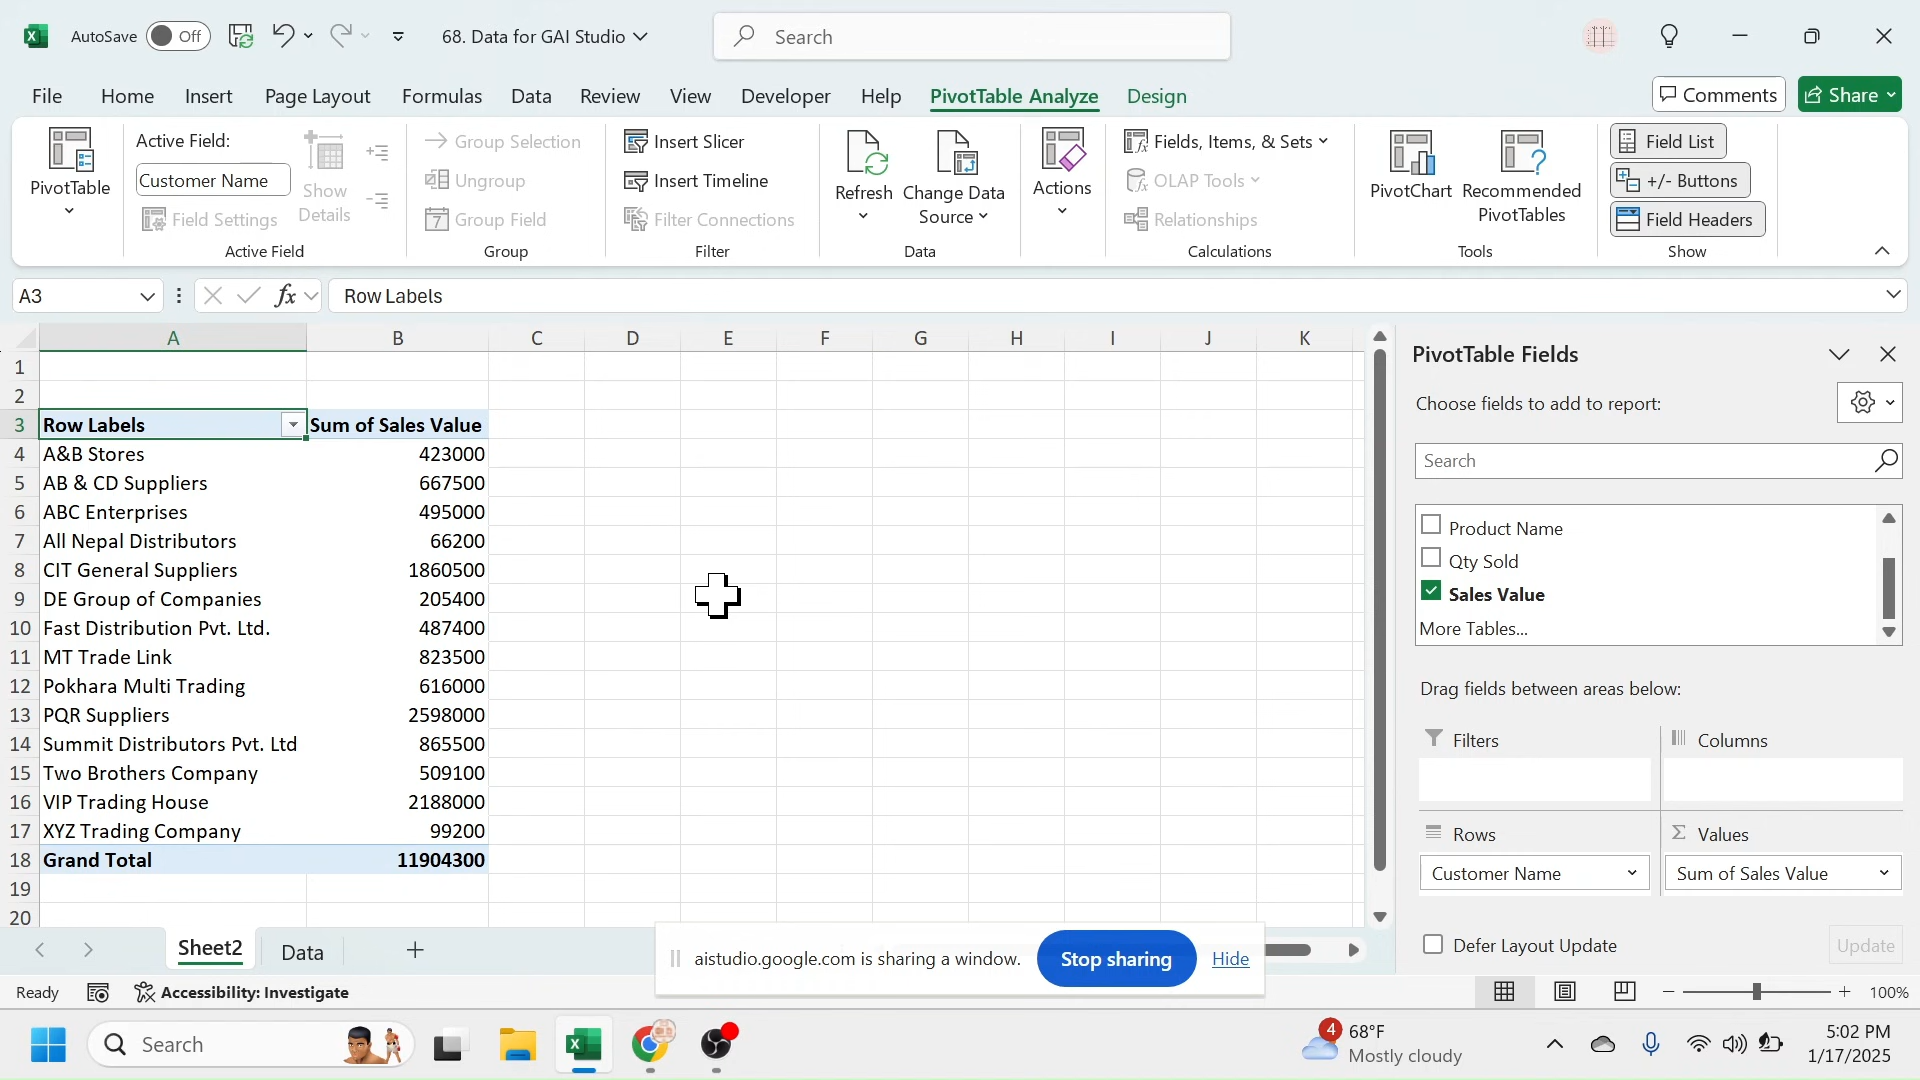 AutoSave Off 68. Data for GAI Studio Search
File Home Insert Page Layout Formulas Data Review View Developer Help PivotTable Analyze Design Comments Share
PivotTable
Active Field:
Customer Name
Field Settings
Show Details
Active Field
Group Selection
Ungroup
Group Field
Group
Insert Slicer
Insert Timeline
Filter Connections
Filter
Refresh
Change Data Source
Data
Actions
Fields, Items, & Sets
OLAP Tools
Relationships
Calculations
PivotChart
Recommended PivotTables
Tools
Field List
+/- Buttons
Field Headers
Show
A3 fx Row Labels
A B C D E F G H I J K
1
2
3 Row Labels Sum of Sales Value
4 A&B Stores 423000
5 AB & CD Suppliers 667500
6 ABC Enterprises 495000
7 All Nepal Distributors 66200
8 CIT General Suppliers 1860500
9 DE Group of Companies 205400
10 Fast Distribution Pvt. Ltd. 487400
11 MT Trade Link 823500
12 Pokhara Multi Trading 616000
13 PQR Suppliers 2598000
14 Summit Distributors Pvt. Ltd 865500
15 Two Brothers Company 509100
16 VIP Trading House 2188000
17 XYZ Trading Company 99200
18 Grand Total 11904300
19
20
PivotTable Fields
Choose fields to add to report:
Search
Product Name
Qty Sold
Sales Value
More Tables...
Drag fields between areas below:
Filters Columns
Rows Values
Customer Name Sum of Sales Value
Defer Layout Update Update
Sheet2 Data
aistudio.google.com is sharing a window. Stop sharing Hide
Ready Accessibility: Investigate 100%
Search
4 68°F
Mostly cloudy
5:02 PM
1/17/2025